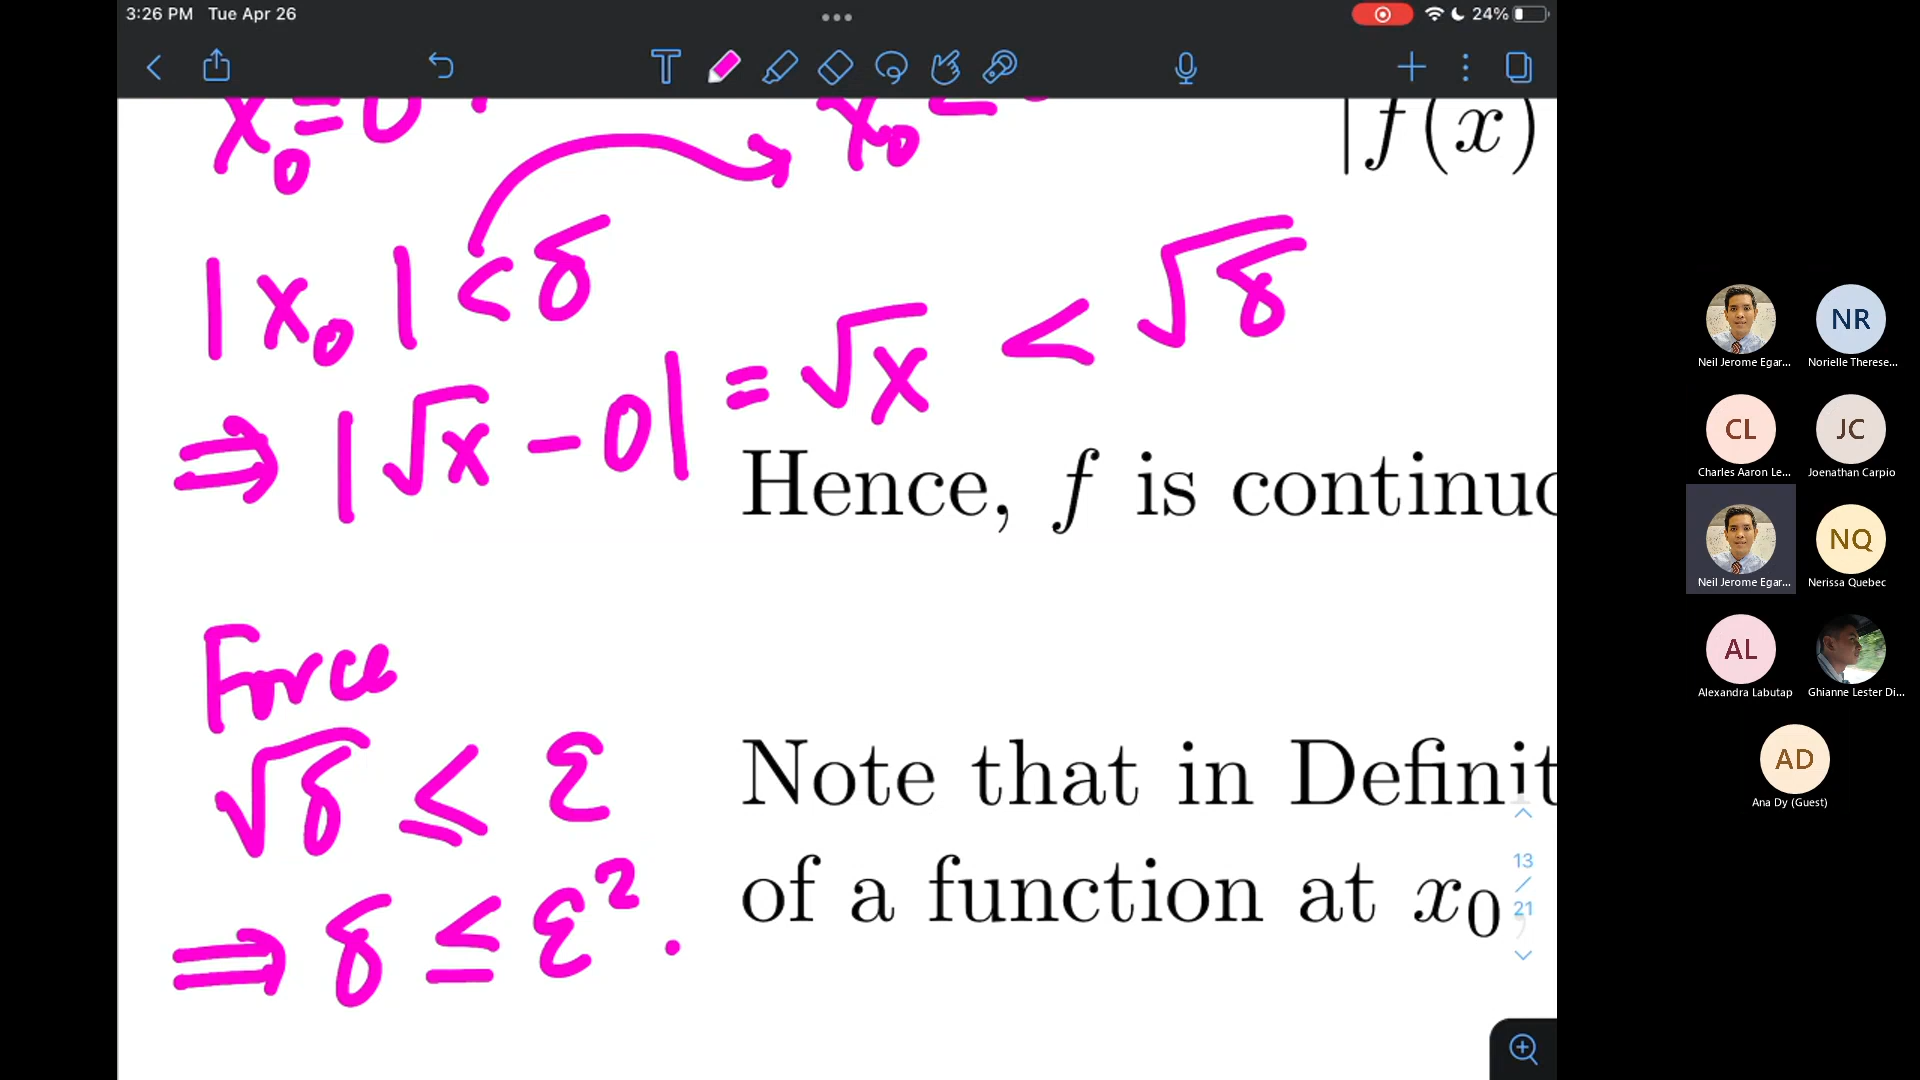 3:26 PM Tue Apr 26
24%
x₀ = 0
x₀
|f(x)
|x₀| < δ
⇒ |√x − 0| = √x < √δ
Hence, f is continuo
Force
√δ ≤ ε
⇒ δ ≤ ε².
Note that in Definit
of a function at x₀,
13
/
21
Neil Jerome Egar...
NR
Norielle Therese...
CL
Charles Aaron Le...
JC
Joenathan Carpio
Neil Jerome Egar...
NQ
Nerissa Quebec
AL
Alexandra Labutap
Ghianne Lester Di...
AD
Ana Dy (Guest)